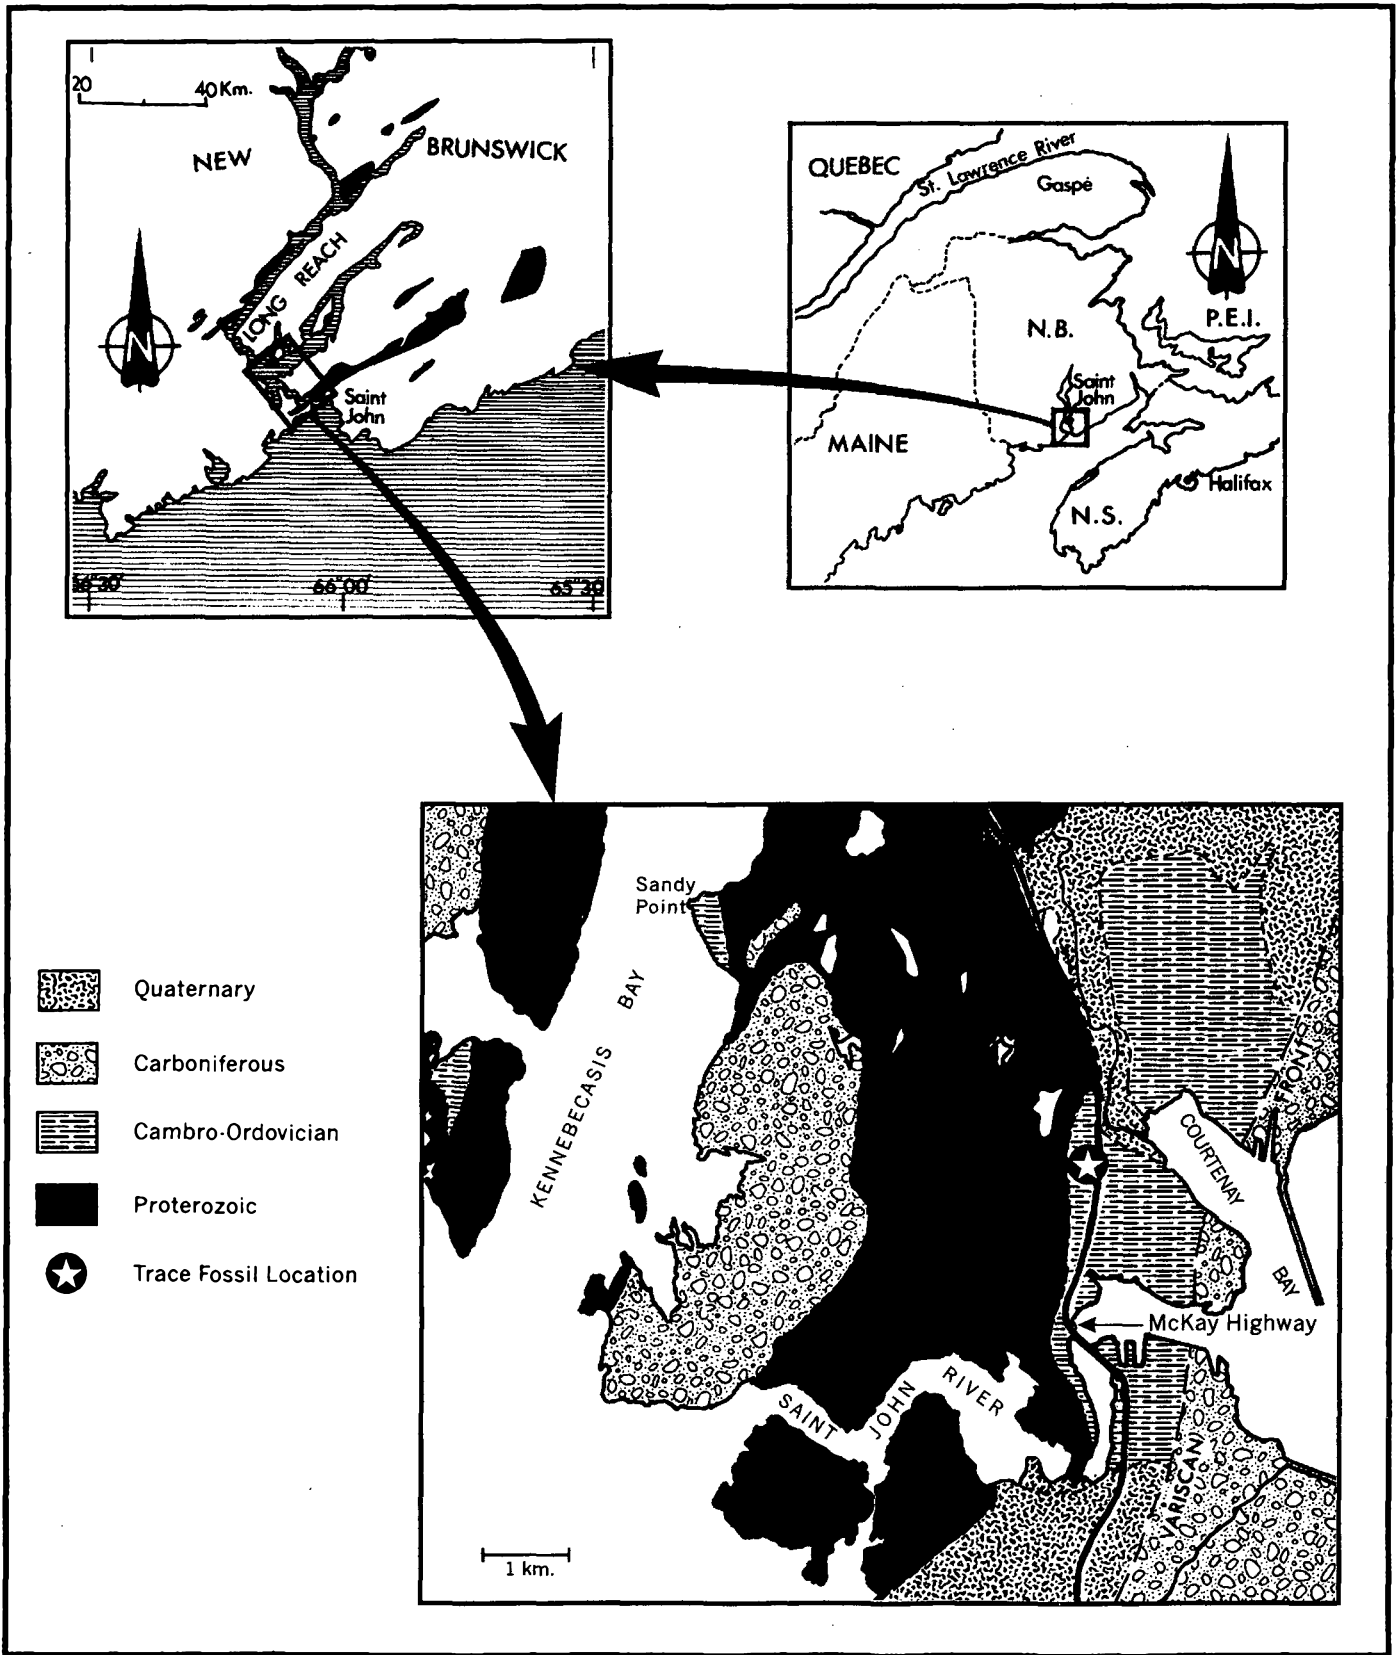 20 40 Km.
NEW BRUNSWICK
LONG REACH
N
Saint
John
66°00'
65°30
QUEBEC
St. Lawrence River
Gaspé
N
P.E.I.
N.B.
Saint
John
MAINE
Halifax
N.S.
Sandy
Point
KENNEBECASIS BAY
FRONT
COURTENAY
BAY
McKay Highway
SAINT JOHN RIVER
VARISCAN
1 km.
Quaternary
Carboniferous
Cambro-Ordovician
Proterozoic
Trace Fossil Location